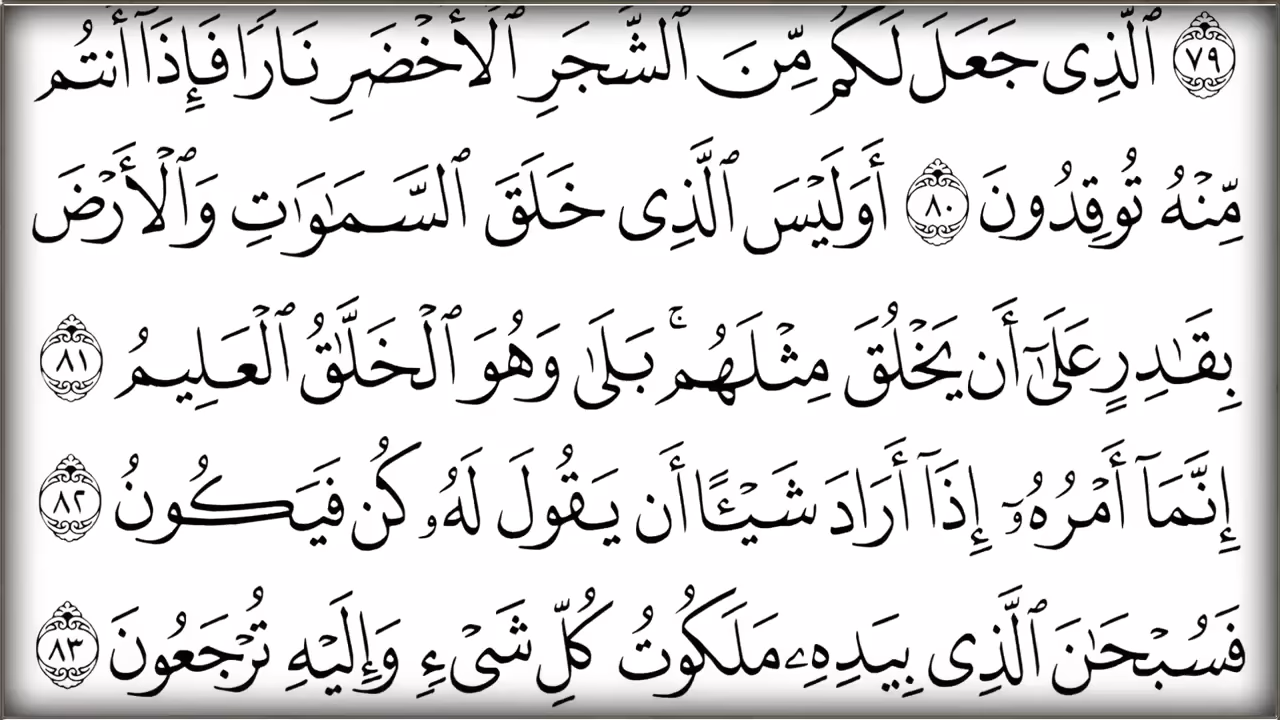 ﴿٧٩﴾ ٱلَّذِى جَعَلَ لَكُم مِّنَ ٱلشَّجَرِ ٱلْأَخْضَرِ نَارًا فَإِذَآ أَنتُم
مِّنْهُ تُوقِدُونَ ﴿٨٠﴾ أَوَلَيْسَ ٱلَّذِى خَلَقَ ٱلسَّمَـٰوَٰتِ وَٱلْأَرْضَ
بِقَـٰدِرٍ عَلَىٰٓ أَن يَخْلُقَ مِثْلَهُم ۚ بَلَىٰ وَهُوَ ٱلْخَلَّـٰقُ ٱلْعَلِيمُ ﴿٨١﴾
إِنَّمَآ أَمْرُهُۥٓ إِذَآ أَرَادَ شَيْـًٔا أَن يَقُولَ لَهُۥ كُن فَيَكُونُ ﴿٨٢﴾
فَسُبْحَـٰنَ ٱلَّذِى بِيَدِهِۦ مَلَكُوتُ كُلِّ شَىْءٍ وَإِلَيْهِ تُرْجَعُونَ ﴿٨٣﴾